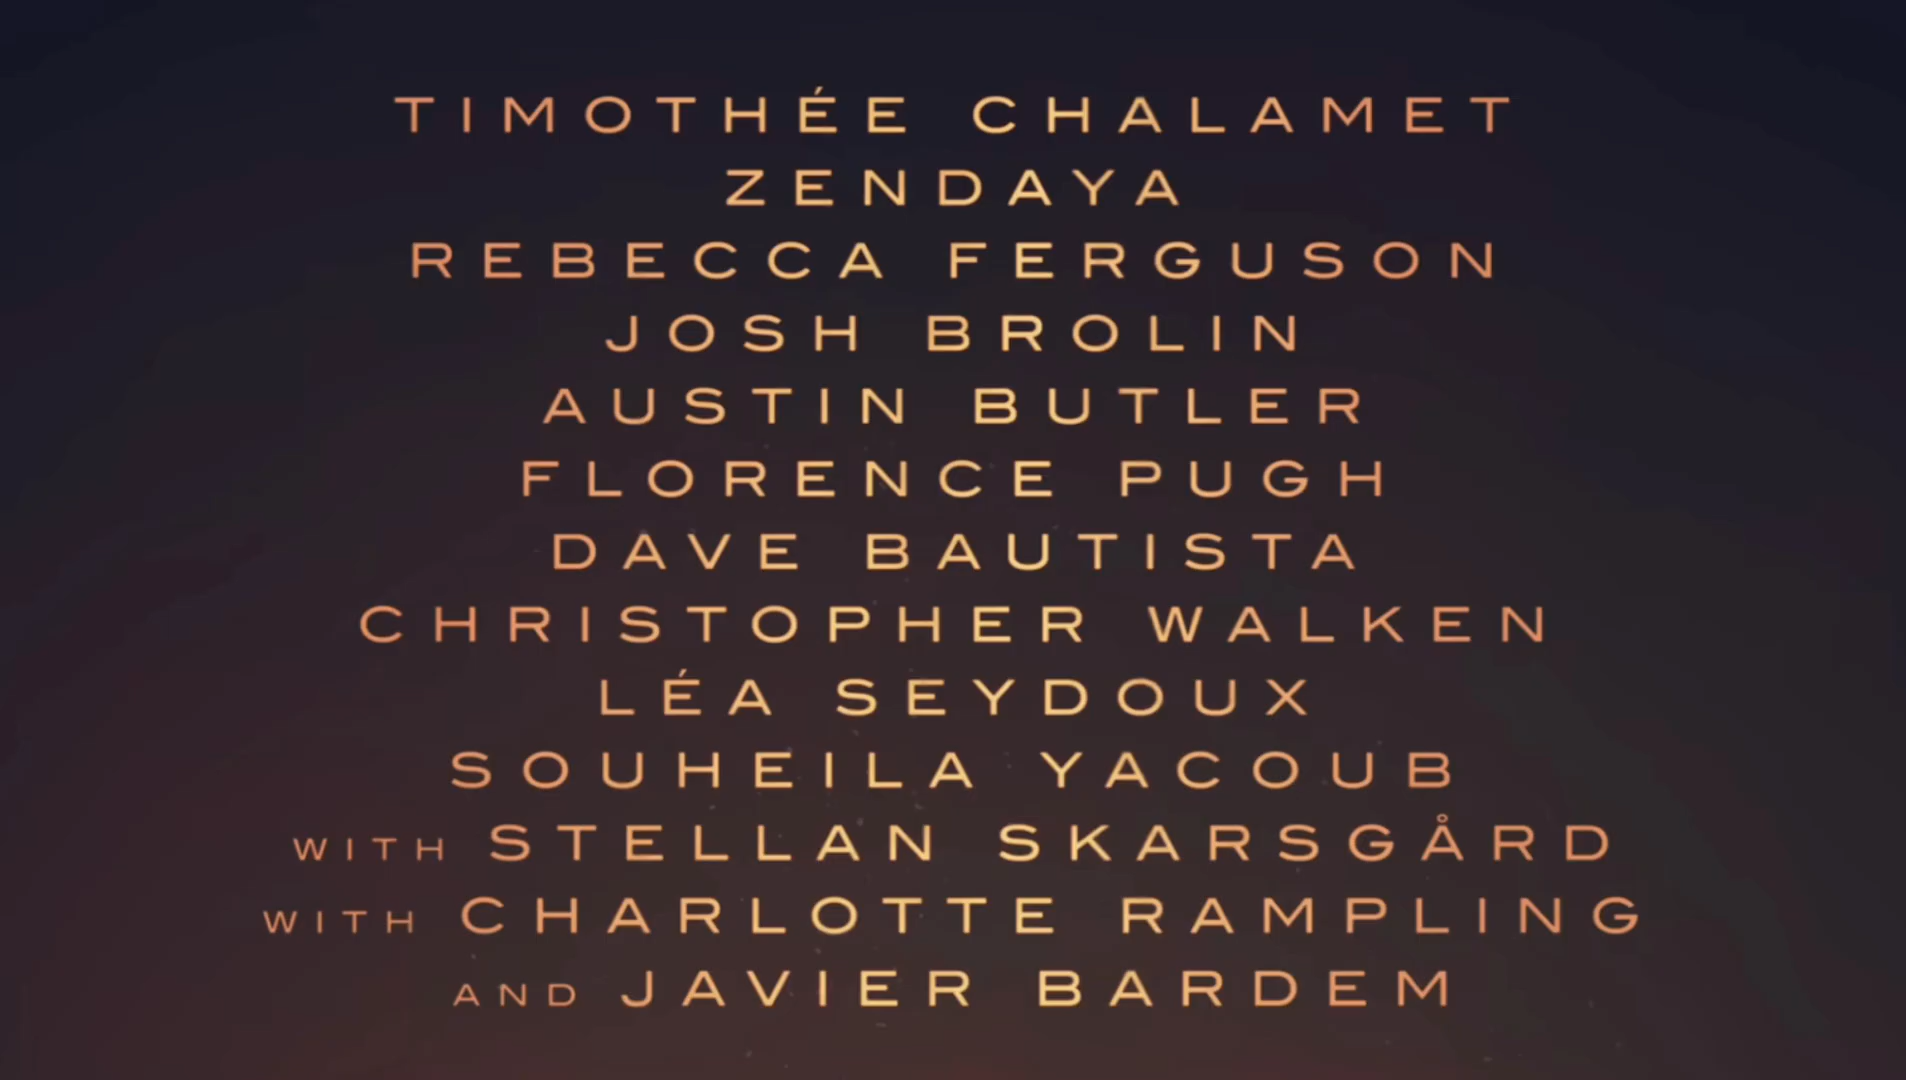 TIMOTHÉE CHALAMET
ZENDAYA
REBECCA FERGUSON
JOSH BROLIN
AUSTIN BUTLER
FLORENCE PUGH
DAVE BAUTISTA
CHRISTOPHER WALKEN
LÉA SEYDOUX
SOUHEILA YACOUB
WITH STELLAN SKARSGÅRD
WITH CHARLOTTE RAMPLING
AND JAVIER BARDEM